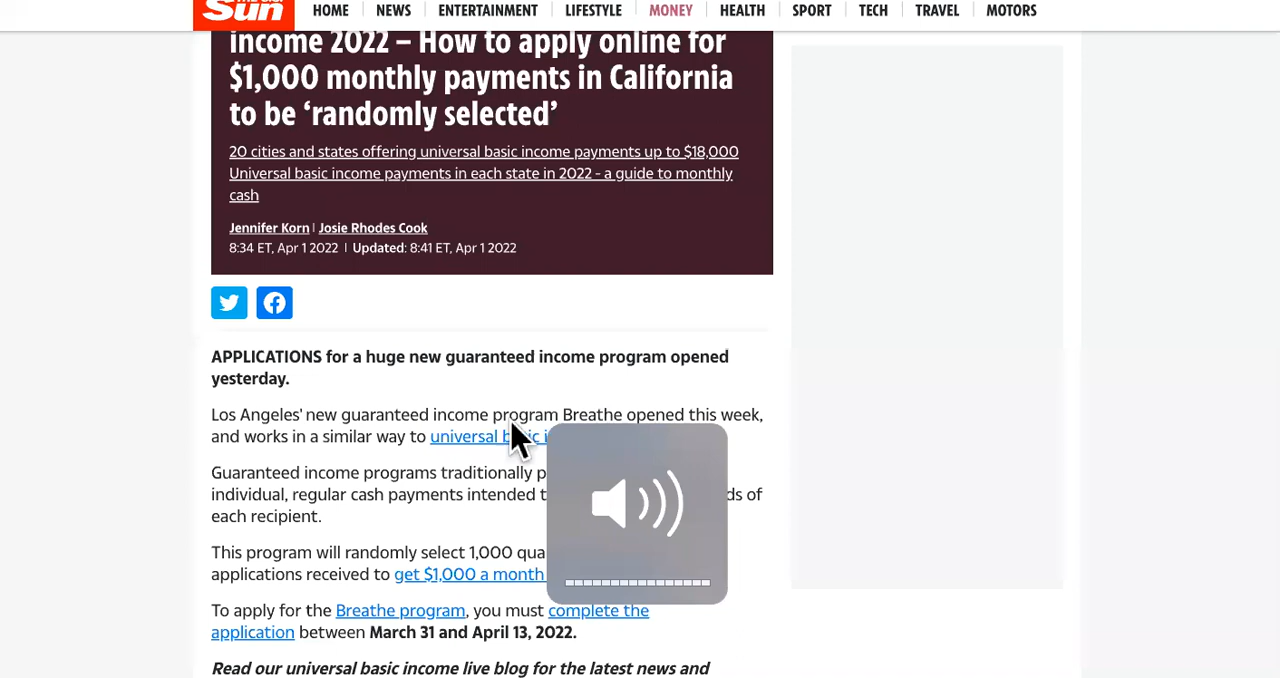 Sun
HOME NEWS ENTERTAINMENT LIFESTYLE MONEY HEALTH SPORT TECH TRAVEL MOTORS
income 2022 – How to apply online for
$1,000 monthly payments in California
to be ‘randomly selected’
20 cities and states offering universal basic income payments up to $18,000
Universal basic income payments in each state in 2022 - a guide to monthly
cash
Jennifer Korn | Josie Rhodes Cook
8:34 ET, Apr 1 2022 | Updated: 8:41 ET, Apr 1 2022
APPLICATIONS for a huge new guaranteed income program opened
yesterday.
Los Angeles' new guaranteed income program Breathe opened this week,
and works in a similar way to universal
Guaranteed income programs traditionally
individual, regular cash payments intended of
each recipient.
This program will randomly select 1,000
applications received to get $1,000 a month
To apply for the Breathe program, you must complete the
application between March 31 and April 13, 2022.
Read our universal basic income live blog for the latest news and